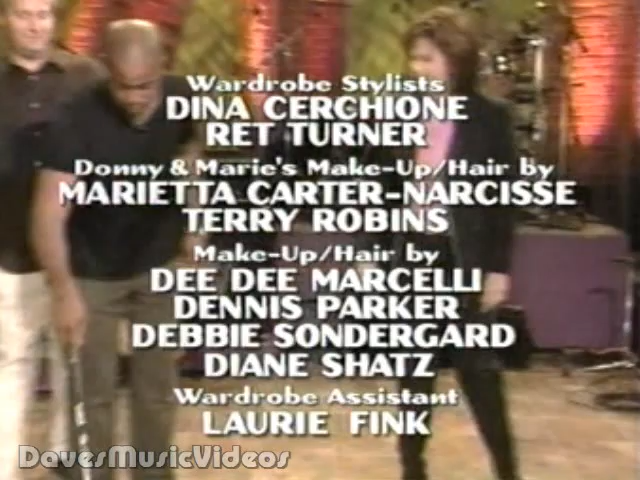 Wardrobe Stylists
DINA CERCHIONE
RET TURNER
Donny & Marie's Make-Up/Hair by
MARIETTA CARTER-NARCISSE
TERRY ROBINS
Make-Up/Hair by
DEE DEE MARCELLI
DENNIS PARKER
DEBBIE SONDERGARD
DIANE SHATZ
Wardrobe Assistant
LAURIE FINK
DavesMusicVideos